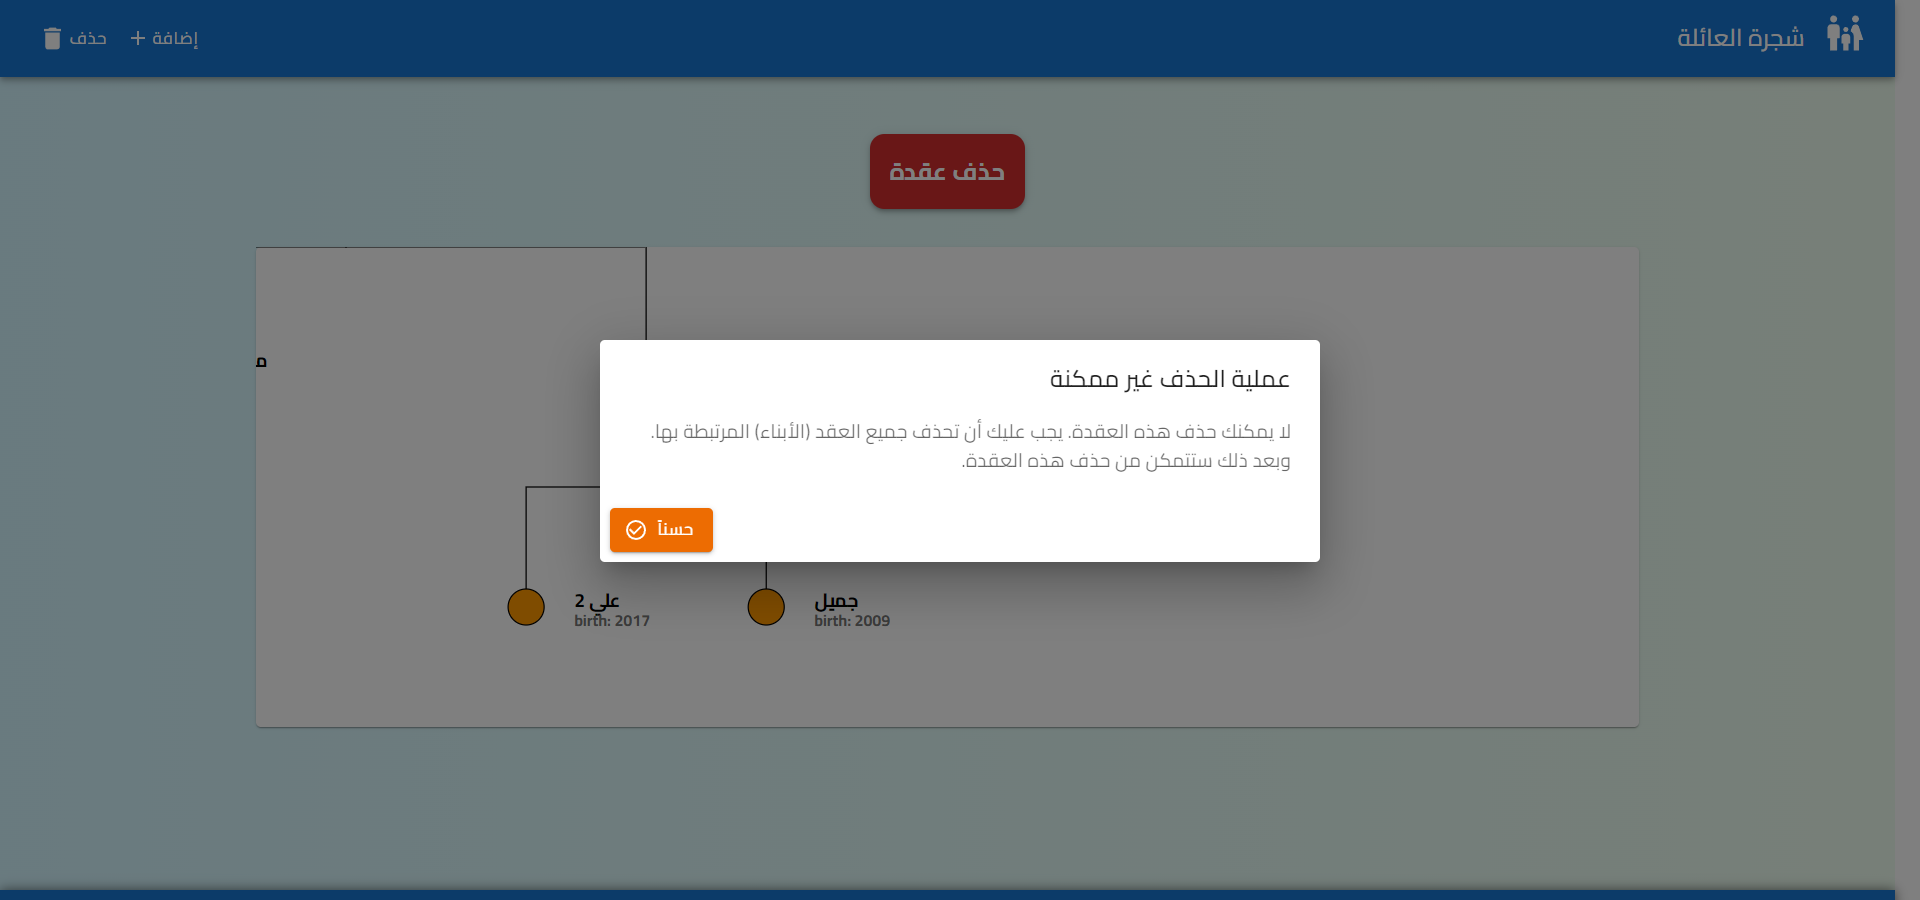 شجرة العائلة
إضافة
حذف
حذف عقدة
عملية الحذف غير ممكنة
لا يمكنك حذف هذه العقدة. يجب عليك أن تحذف جميع العقد (الأبناء) المرتبطة بها.
وبعد ذلك ستتمكن من حذف هذه العقدة.
حسناً
علي 2
birth: 2017
جميل
birth: 2009